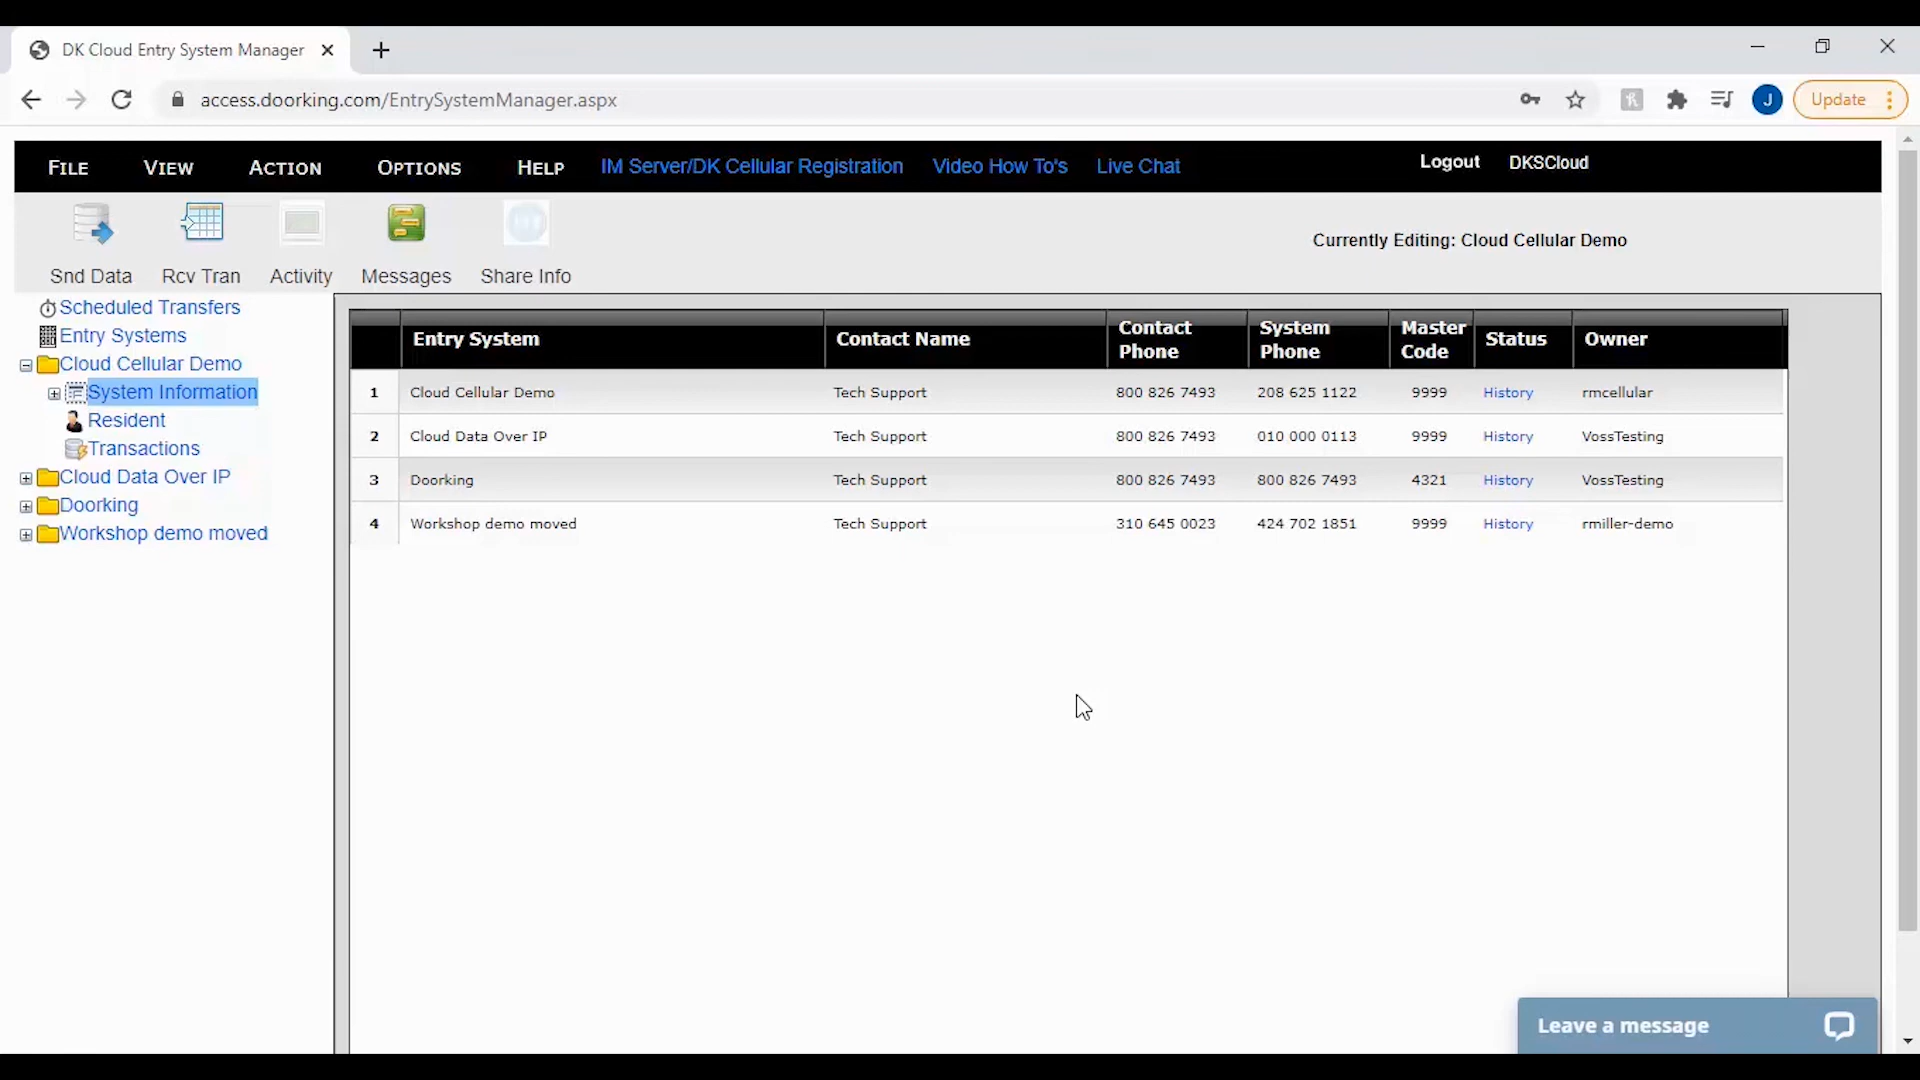 DK Cloud Entry System Manager
access.doorking.com/EntrySystemManager.aspx
J
Update
FILE VIEW ACTION OPTIONS HELP IM Server/DK Cellular Registration Video How To's Live Chat Logout DKSCloud
Snd Data Rcv Tran Activity Messages Share Info
Currently Editing: Cloud Cellular Demo
Scheduled Transfers
Entry Systems
Cloud Cellular Demo
System Information
Resident
Transactions
Cloud Data Over IP
Doorking
Workshop demo moved
Entry System Contact Name Contact Phone System Phone Master Code Status Owner
1 Cloud Cellular Demo Tech Support 800 826 7493 208 625 1122 9999 History rmcellular
2 Cloud Data Over IP Tech Support 800 826 7493 010 000 0113 9999 History VossTesting
3 Doorking Tech Support 800 826 7493 800 826 7493 4321 History VossTesting
4 Workshop demo moved Tech Support 310 645 0023 424 702 1851 9999 History rmiller-demo
Leave a message